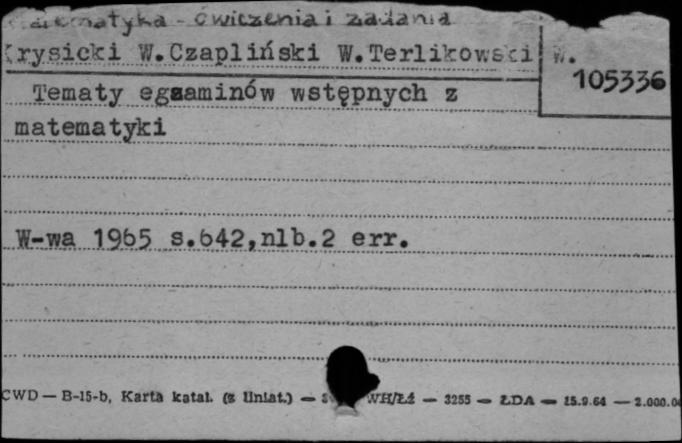 Matematyka - ćwiczenia i zadania
Krysicki W.Czapliński W.Terlikowski W.
105336
Tematy egzaminów wstępnych z
matematyki
W-wa 1965 s.642,nlb.2 err.
CWD — B-15-b, Karta katal. (z Uniat.) — WH/Łź — 3255 — ŁDA — 15.9.64 — 2.000.0